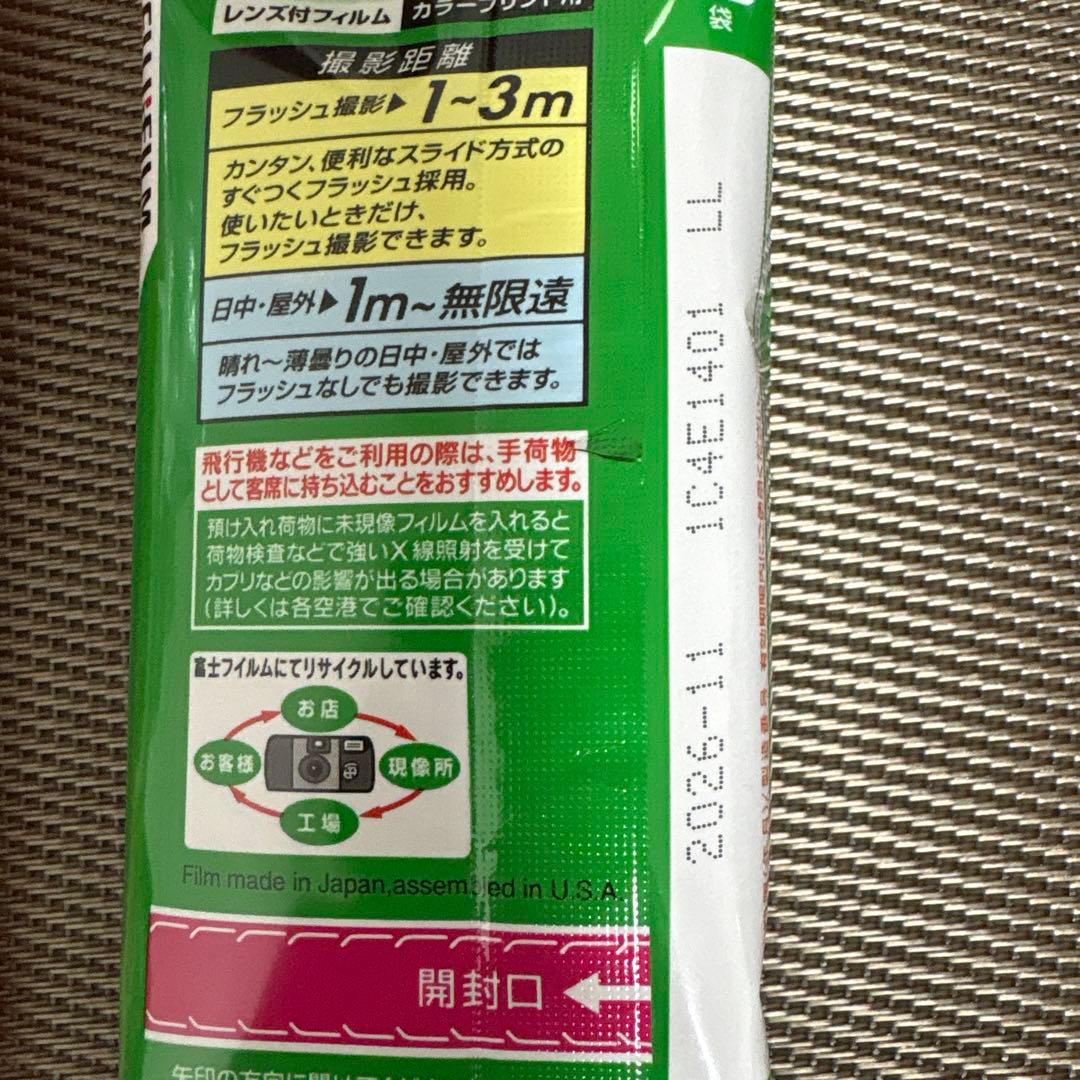 レンズ付フィルム
カラープリント用
撮影距離
フラッシュ撮影▶1~3m
カンタン、便利なスライド方式の
すぐつくフラッシュ採用。
使いたいときだけ、
フラッシュ撮影できます。
日中・屋外▶1m~無限遠
晴れ~薄曇りの日中・屋外では
フラッシュなしでも撮影できます。
飛行機などをご利用の際は、手荷物
として客席に持ち込むことをおすすめします。
預け入れ荷物に未現像フィルムを入れると
荷物検査などで強いX線照射を受けて
カブリなどの影響が出る場合があります
(詳しくは各空港でご確認ください)。
富士フイルムにてリサイクルしています。
お店
お客様
現像所
工場
Film made in Japan,assembled in U.S.A.
開封口
袋
2026-11 1C4E1401 LL